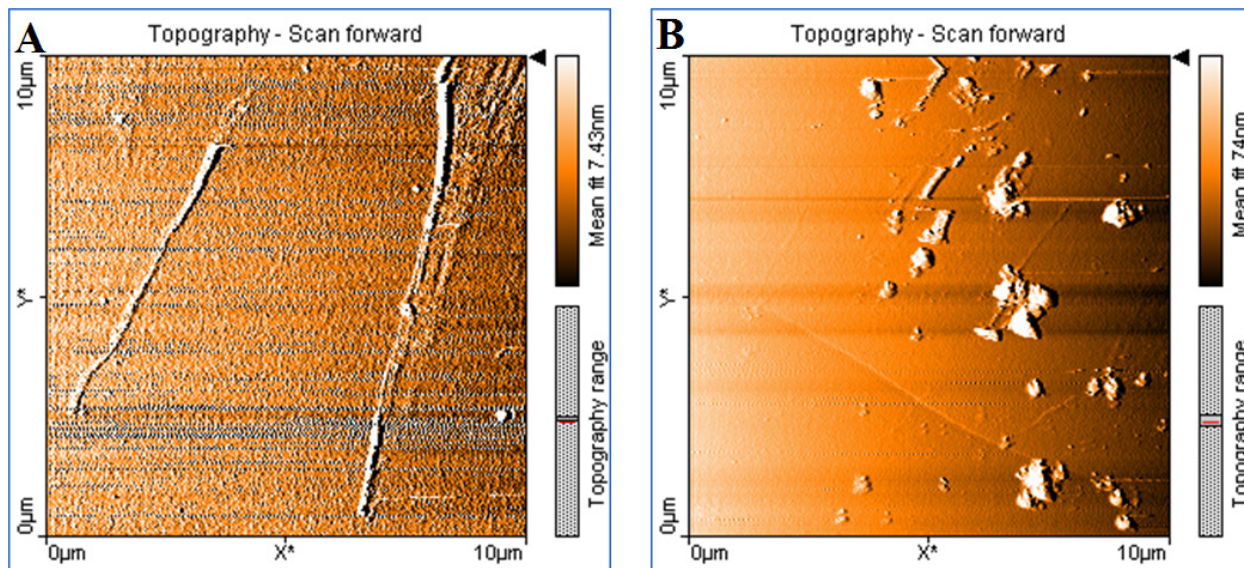 A
Topography - Scan forward
10µm
Y*
0µm
0µm
X*
10µm
Mean fit 7.43nm
Topography range
B
Topography - Scan forward
10µm
Y*
0µm
0µm
X*
10µm
Mean fit 74nm
Topography range